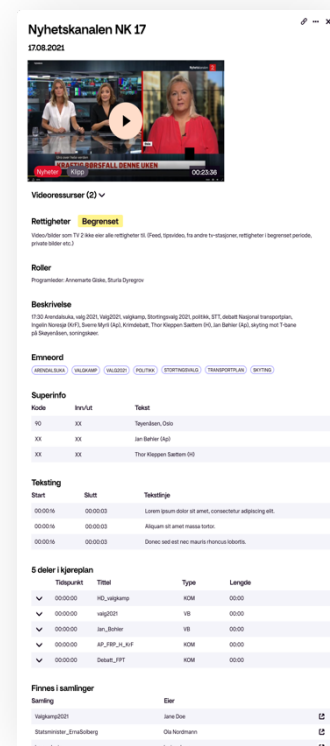 Nyhetskanalen NK 17
17.08.2021
Nyheter Klipp
KRAFTIG BØRSFALL DENNE UKEN
00:23:36
Videoressurser (2)
Rettigheter Begrenset
Video/bilder som TV 2 ikke eier alle rettigheter til. (Feed, tipsvideo, fra andre tv-stasjoner, rettigheter i begrenset periode,
private bilder etc.)
Roller
Programleder: Annemarte Giske, Sturla Dyregrov
Beskrivelse
17:30 Arendalsuka, valg 2021, Valg2021, valgkamp, Stortingsvalg 2021, politikk, STT, debatt Nasjonal transportplan,
Ingelin Noresjø (KrF), Sverre Myrli (Ap), Krimdebatt, Thor Kleppen Sættem (H), Jan Bøhler (Ap), skyting mot T-bane
på Skøyenåsen, soningskøer.
Emneord
ARENDALSUKA VALGKAMP VALG2021 POLITIKK STORTINGSVALG TRANSPORTPLAN SKYTING
Superinfo
Kode Inn/ut Tekst
90 XX Tøyenåsen, Oslo
XX XX Jan Bøhler (Ap)
XX XX Thor Kleppen Sættem (H)
Teksting
Start Slutt Tekstlinje
00:00:16 00:00:03 Lorem ipsum dolor sit amet, consectetur adipiscing elit.
00:00:16 00:00:03 Aliquam sit amet massa tortor.
00:00:16 00:00:03 Donec sed est nec mauris rhoncus lobortis.
5 deler i kjøreplan
Tidspunkt Tittel Type Lengde
00:00:00 HD_valgkamp KOM 00:00
00:00:00 valg2021 VB 00:00
00:00:00 Jan_Bohler VB 00:00
00:00:00 AP_FRP_H_KrF KOM 00:00
00:00:00 Debatt_FPT KOM 00:00
Finnes i samlinger
Samling Eier
Valgkamp2021 Jane Doe
Statsminister_ErnaSolberg Ola Nordmann